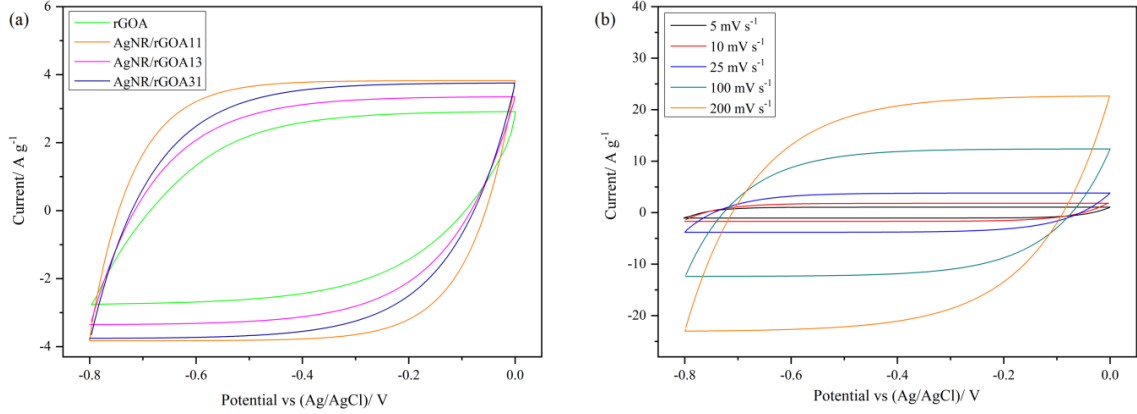 (a)
rGOA
AgNR/rGOA11
AgNR/rGOA13
AgNR/rGOA31
Current/ A g⁻¹
6
4
2
0
-2
-4
-0.8
-0.6
-0.4
-0.2
0.0
Potential vs (Ag/AgCl)/ V
(b)
5 mV s⁻¹
10 mV s⁻¹
25 mV s⁻¹
100 mV s⁻¹
200 mV s⁻¹
Current/ A g⁻¹
40
30
20
10
0
-10
-20
-0.8
-0.6
-0.4
-0.2
0.0
Potential vs (Ag/AgCl)/ V